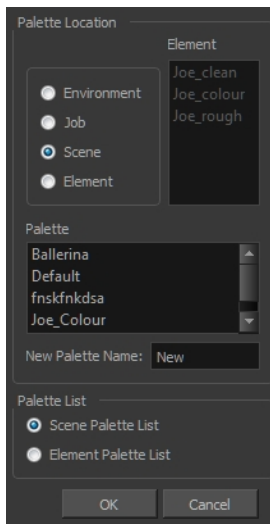 Palette Location
Element
Environment
Job
Scene
Element
Joe_clean
Joe_colour
Joe_rough
Palette
Ballerina
Default
fnskfnkdsa
Joe_Colour
New Palette Name: New
Palette List
Scene Palette List
Element Palette List
OK Cancel